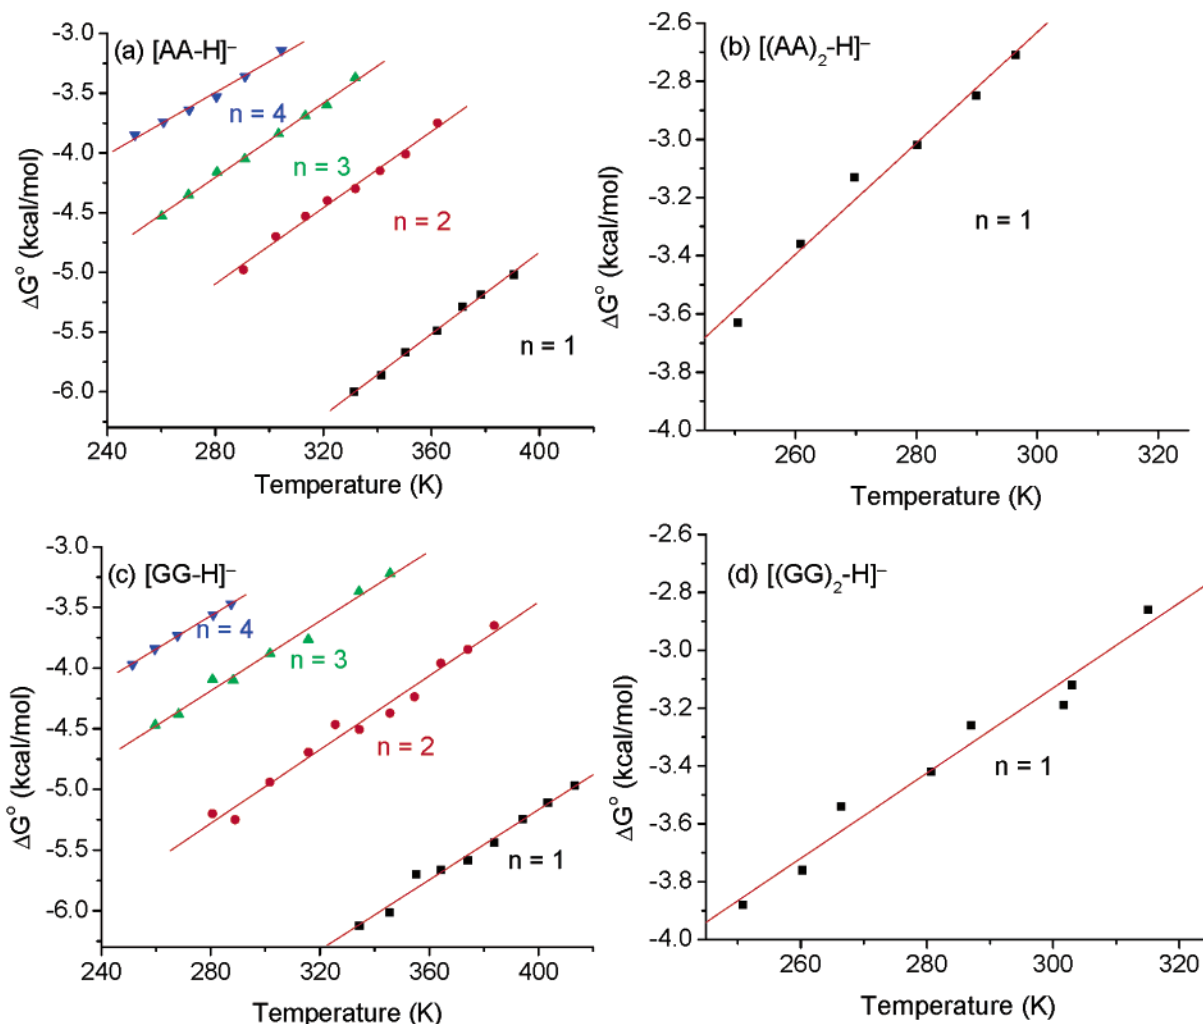 (a) [AA-H]⁻
-3.0
-3.5
-4.0
-4.5
-5.0
-5.5
-6.0
ΔG° (kcal/mol)
n = 4
n = 3
n = 2
n = 1
240 280 320 360 400
Temperature (K)
(b) [(AA)₂-H]⁻
-2.6
-2.8
-3.0
-3.2
-3.4
-3.6
-3.8
-4.0
ΔG° (kcal/mol)
n = 1
260 280 300 320
Temperature (K)
(c) [GG-H]⁻
-3.0
-3.5
-4.0
-4.5
-5.0
-5.5
-6.0
ΔG° (kcal/mol)
n = 4
n = 3
n = 2
n = 1
240 280 320 360 400
Temperature (K)
(d) [(GG)₂-H]⁻
-2.6
-2.8
-3.0
-3.2
-3.4
-3.6
-3.8
-4.0
ΔG° (kcal/mol)
n = 1
260 280 300 320
Temperature (K)